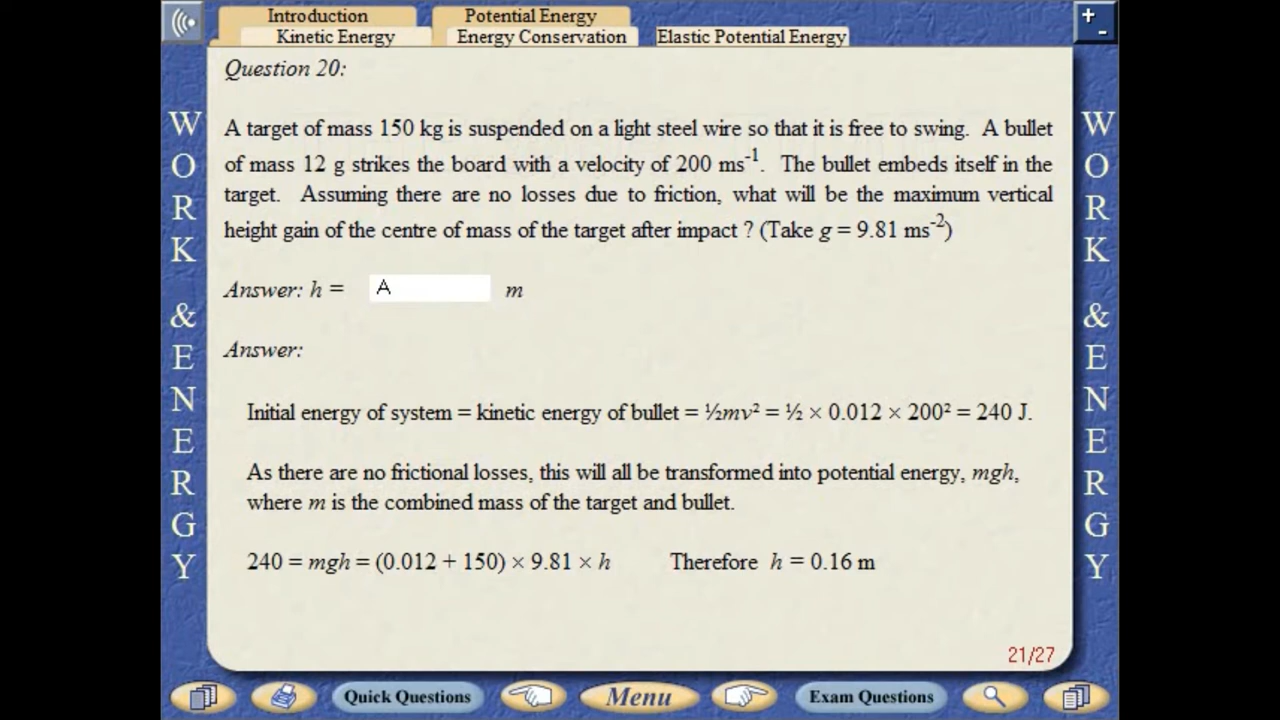 Introduction
Potential Energy
Kinetic Energy
Energy Conservation
Elastic Potential Energy
+
-
Question 20:
A target of mass 150 kg is suspended on a light steel wire so that it is free to swing. A bullet
of mass 12 g strikes the board with a velocity of 200 ms⁻¹. The bullet embeds itself in the
target. Assuming there are no losses due to friction, what will be the maximum vertical
height gain of the centre of mass of the target after impact ? (Take g = 9.81 ms⁻²)
Answer: h = A m
Answer:
Initial energy of system = kinetic energy of bullet = ½mv² = ½ × 0.012 × 200² = 240 J.
As there are no frictional losses, this will all be transformed into potential energy, mgh,
where m is the combined mass of the target and bullet.
240 = mgh = (0.012 + 150) × 9.81 × h Therefore h = 0.16 m
21/27
WORK & ENERGY
WORK & ENERGY
Quick Questions
Menu
Exam Questions